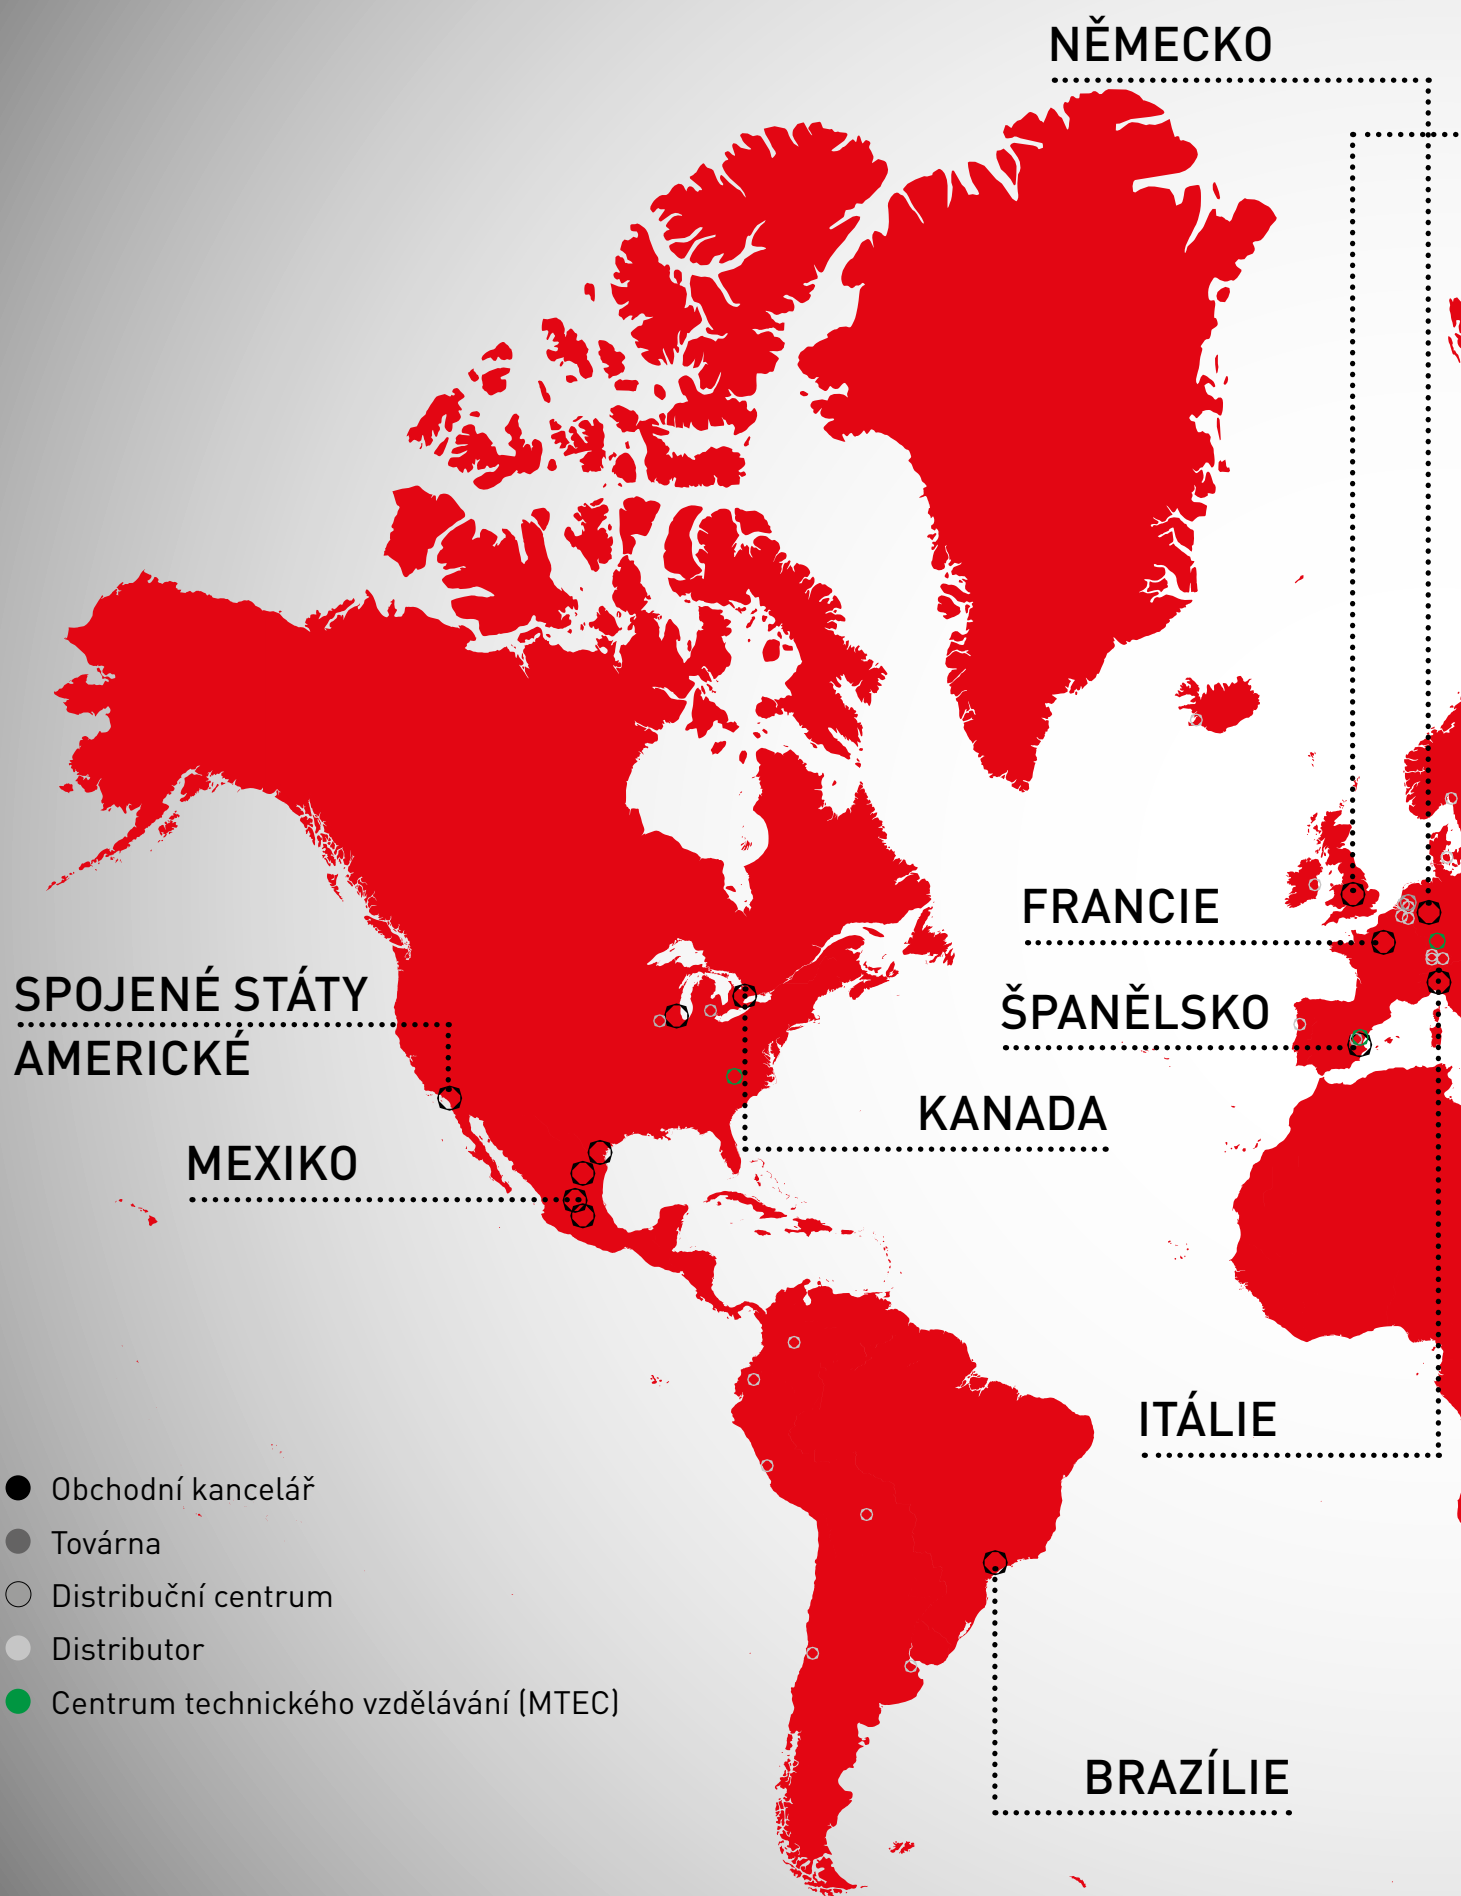 NĚMECKO
FRANCIE
SPOJENÉ STÁTY
AMERICKÉ
ŠPANĚLSKO
KANADA
MEXIKO
ITÁLIE
Obchodní kancelář
Továrna
Distribuční centrum
Distributor
Centrum technického vzdělávání (MTEC)
BRAZÍLIE